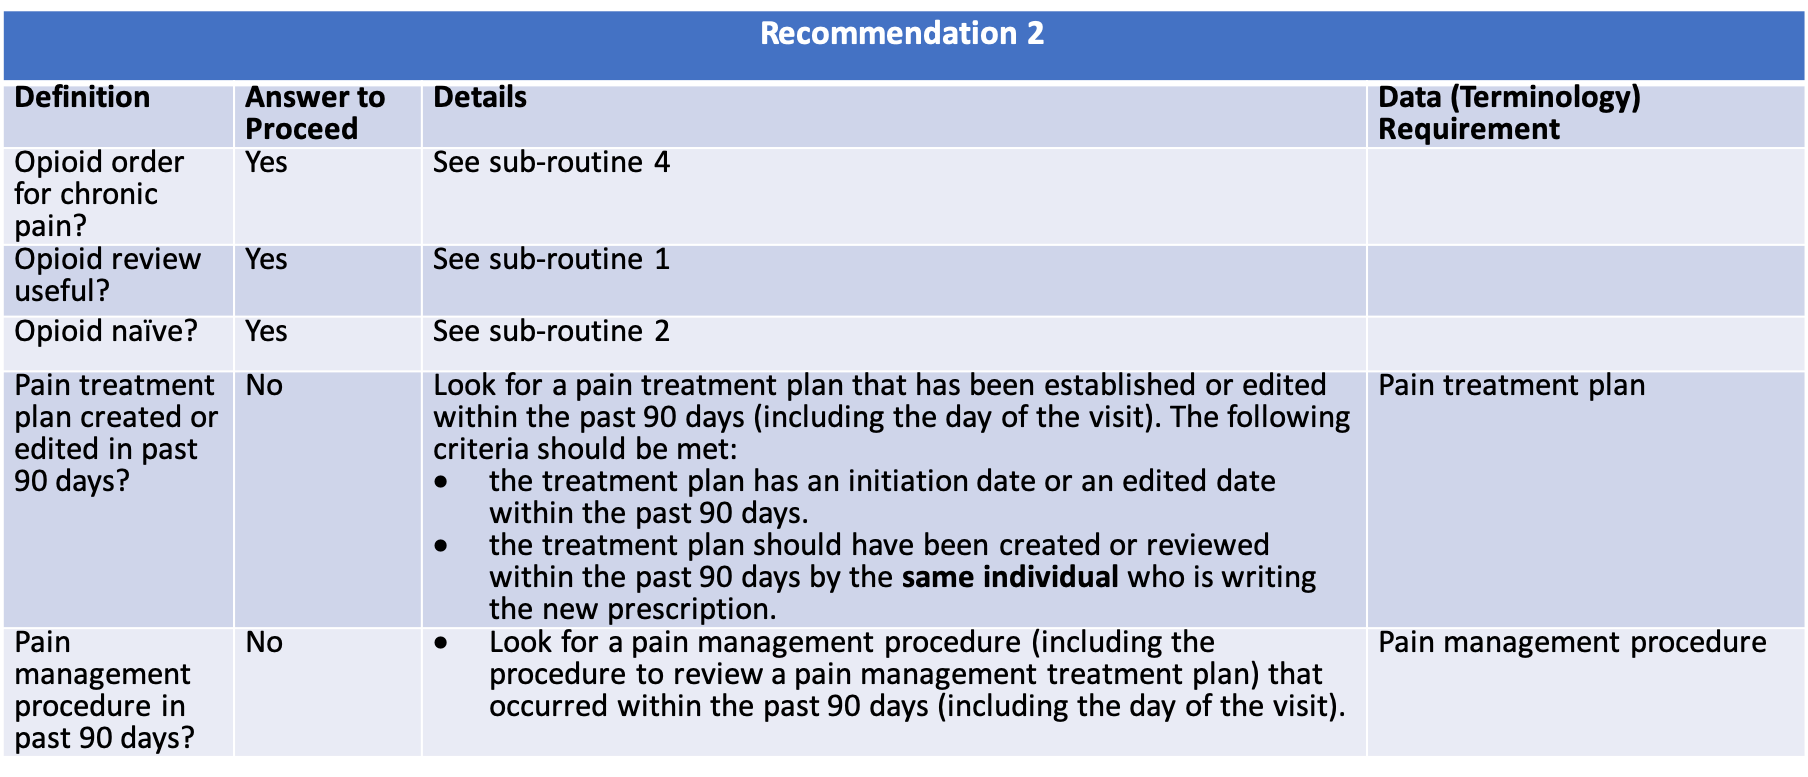 Recommendation 2
Definition
Answer to
Proceed
Details
Data (Terminology)
Requirement
Opioid order
for chronic
pain?
Yes
See sub-routine 4
Opioid review
useful?
Yes
See sub-routine 1
Opioid naïve?
Yes
See sub-routine 2
Pain treatment
plan created or
edited in past
90 days?
No
Look for a pain treatment plan that has been established or edited
within the past 90 days (including the day of the visit). The following
criteria should be met:
• the treatment plan has an initiation date or an edited date
within the past 90 days.
• the treatment plan should have been created or reviewed
within the past 90 days by the same individual who is writing
the new prescription.
Pain treatment plan
Pain
management
procedure in
past 90 days?
No
• Look for a pain management procedure (including the
procedure to review a pain management treatment plan) that
occurred within the past 90 days (including the day of the visit).
Pain management procedure